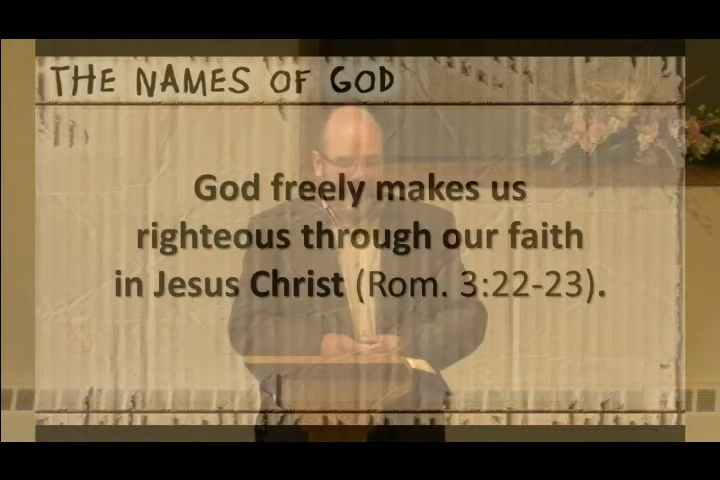 THE NAMES OF GOD
God freely makes us
righteous through our faith
in Jesus Christ (Rom. 3:22-23).